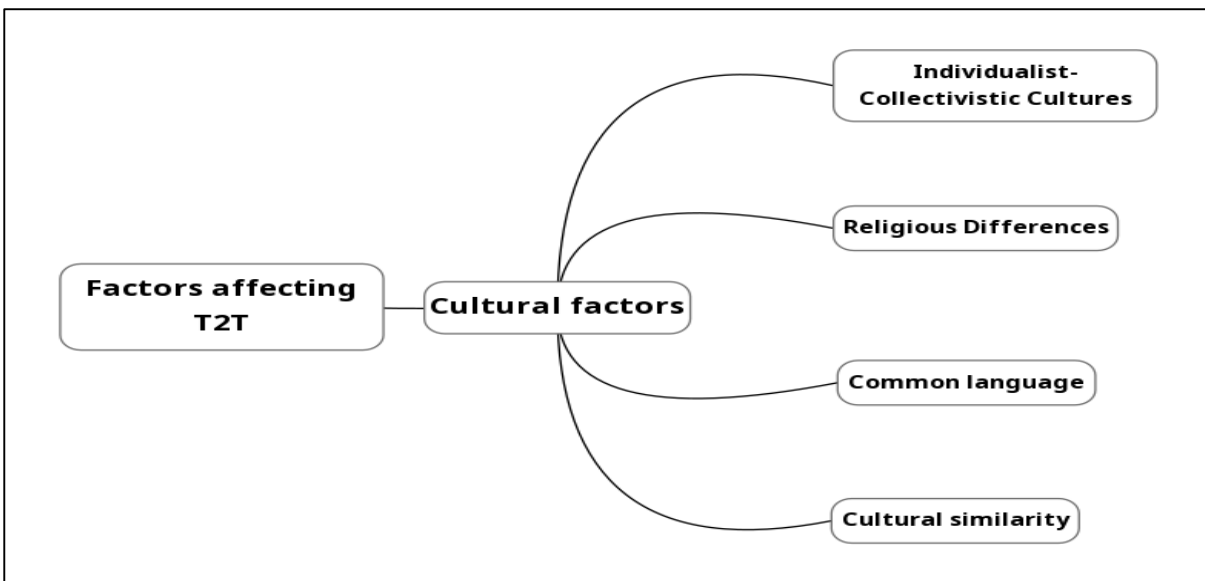 Factors affecting
T2T
Cultural factors
Individualist-
Collectivistic Cultures
Religious Differences
Common language
Cultural similarity